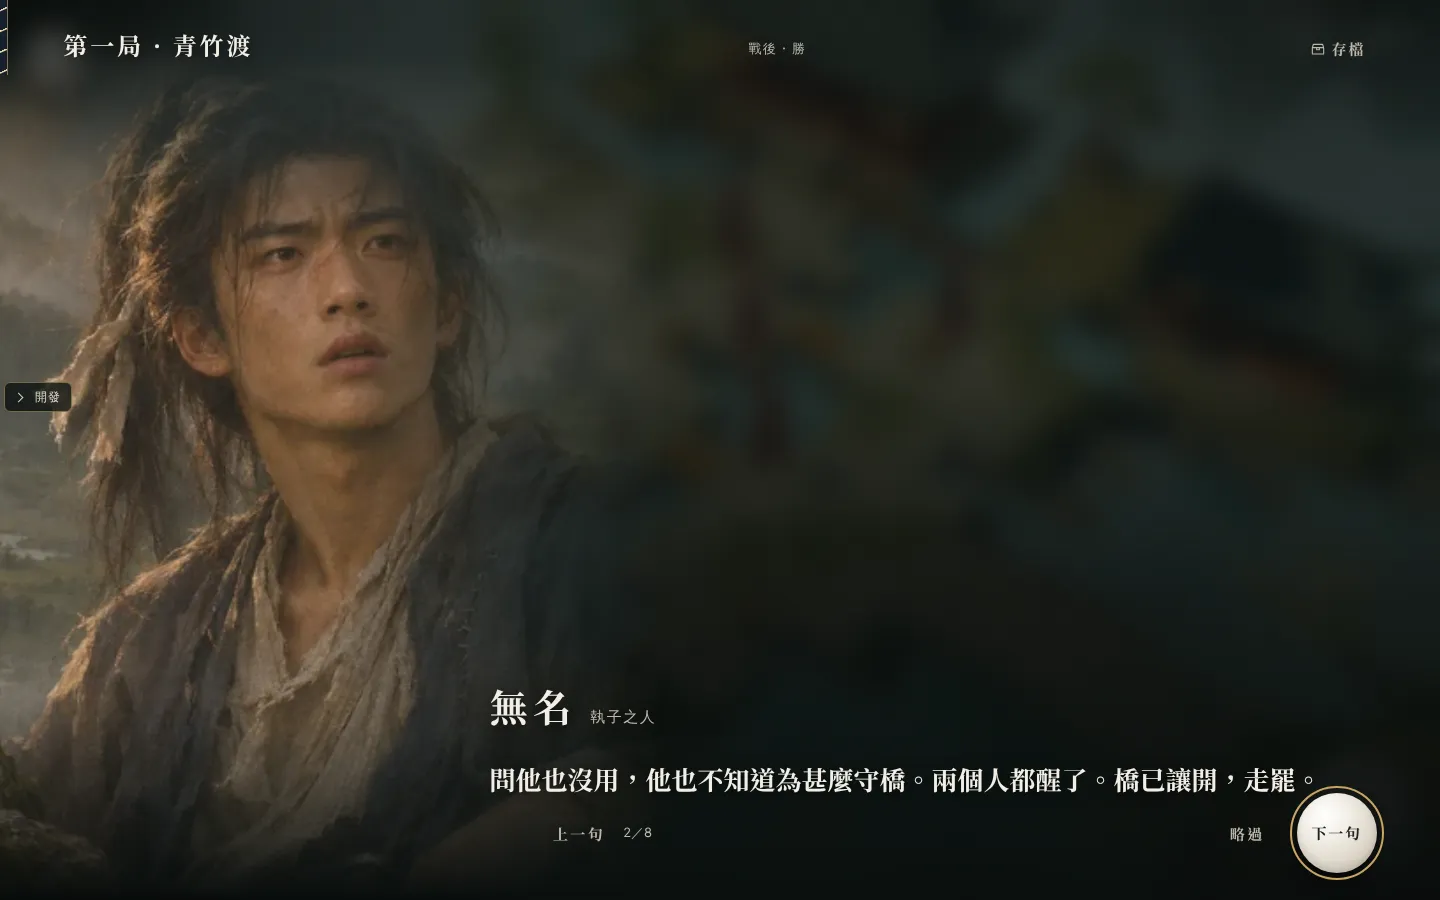 第一局·青竹渡
戰後·勝
存檔
開發
無名 執子之人
問他也沒用，他也不知道為甚麼守橋。兩個人都醒了。橋已讓開，走罷。
上一句 2／8
略過
下一句